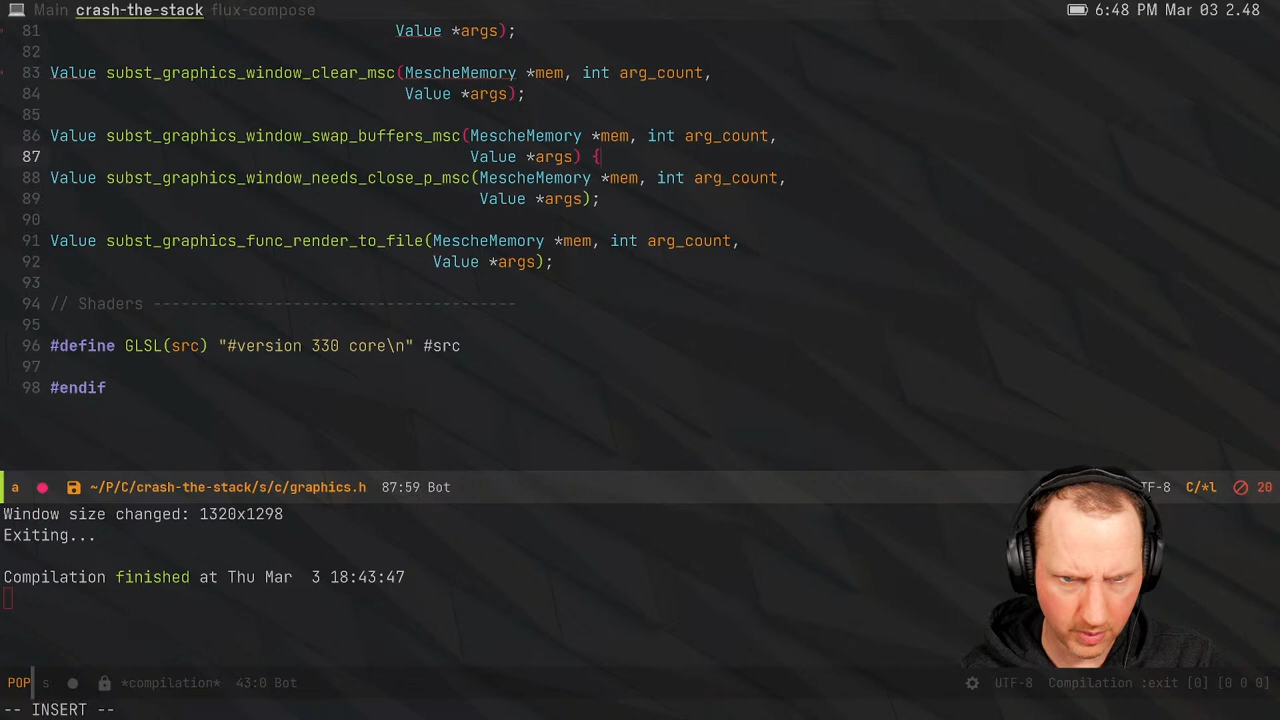 Main crash-the-stack flux-compose 6:48 PM Mar 03 2.48
81 Value *args);
82
83 Value subst_graphics_window_clear_msc(MescheMemory *mem, int arg_count,
84 Value *args);
85
86 Value subst_graphics_window_swap_buffers_msc(MescheMemory *mem, int arg_count,
87 Value *args) {
88 Value subst_graphics_window_needs_close_p_msc(MescheMemory *mem, int arg_count,
89 Value *args);
90
91 Value subst_graphics_func_render_to_file(MescheMemory *mem, int arg_count,
92 Value *args);
93
94 // Shaders ---------------------------------------
95
96 #define GLSL(src) "#version 330 core\n" #src
97
98 #endif
a ~/P/C/crash-the-stack/s/c/graphics.h 87:59 Bot TF-8 C/*l 20
Window size changed: 1320x1298
Exiting...
Compilation finished at Thu Mar  3 18:43:47
POP s *compilation* 43:0 Bot UTF-8 Compilation :exit [0] [0 0 0]
-- INSERT --